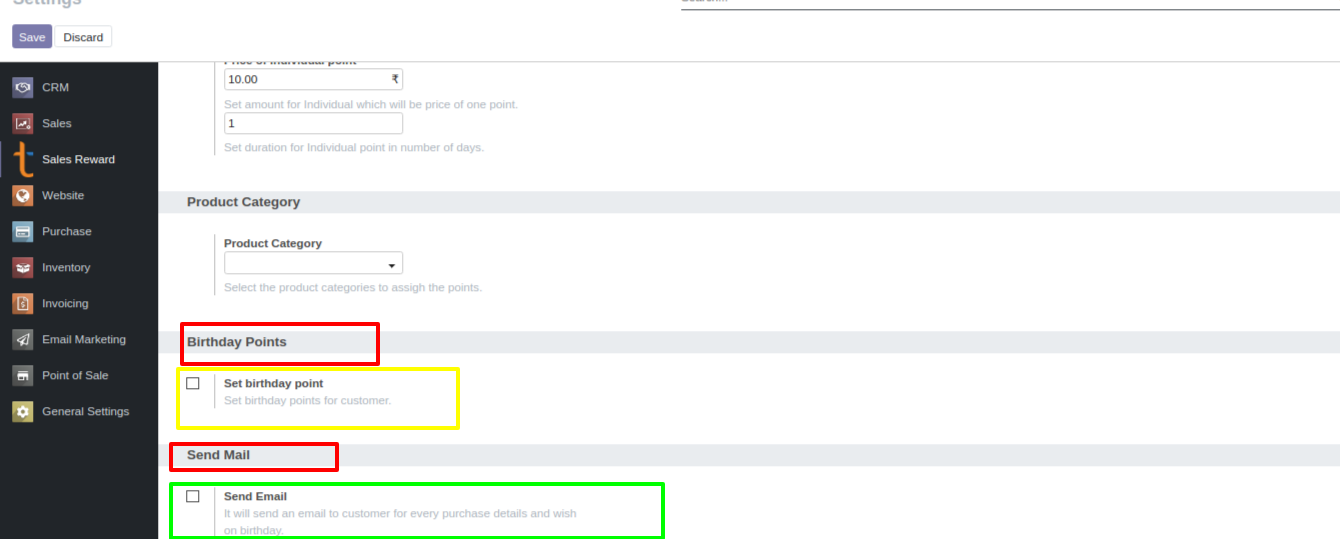 Settings
Search...
Save
Discard
CRM
Sales
Sales Reward
Website
Purchase
Inventory
Invoicing
Email Marketing
Point of Sale
General Settings
Price of Individual point
10.00 ₹
Set amount for Individual which will be price of one point.
1
Set duration for Individual point in number of days.
Product Category
Product Category
Select the product categories to assigh the points.
Birthday Points
Set birthday point
Set birthday points for customer.
Send Mail
Send Email
It will send an email to customer for every purchase details and wish
on birthday.